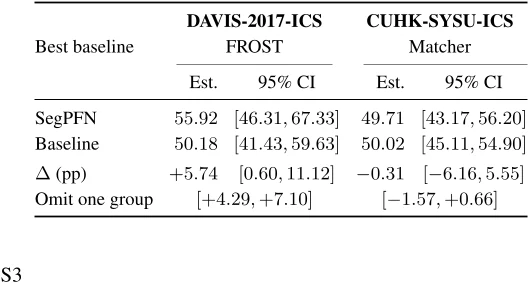 DAVIS-2017-ICS CUHK-SYSU-ICS
Best baseline FROST Matcher
Est. 95% CI Est. 95% CI
SegPFN 55.92 [46.31, 67.33] 49.71 [43.17, 56.20]
Baseline 50.18 [41.43, 59.63] 50.02 [45.11, 54.90]
Δ (pp) +5.74 [0.60, 11.12] −0.31 [−6.16, 5.55]
Omit one group [+4.29, +7.10] [−1.57, +0.66]
S3